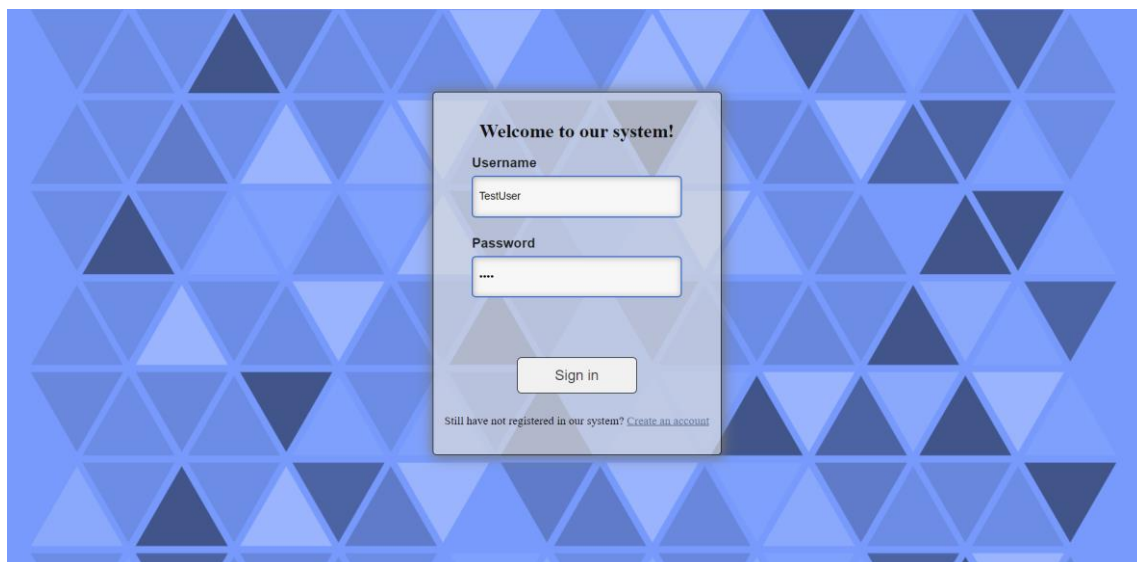 Welcome to our system!
Username
TestUser
Password
••••
Sign in
Still have not registered in our system? Create an account